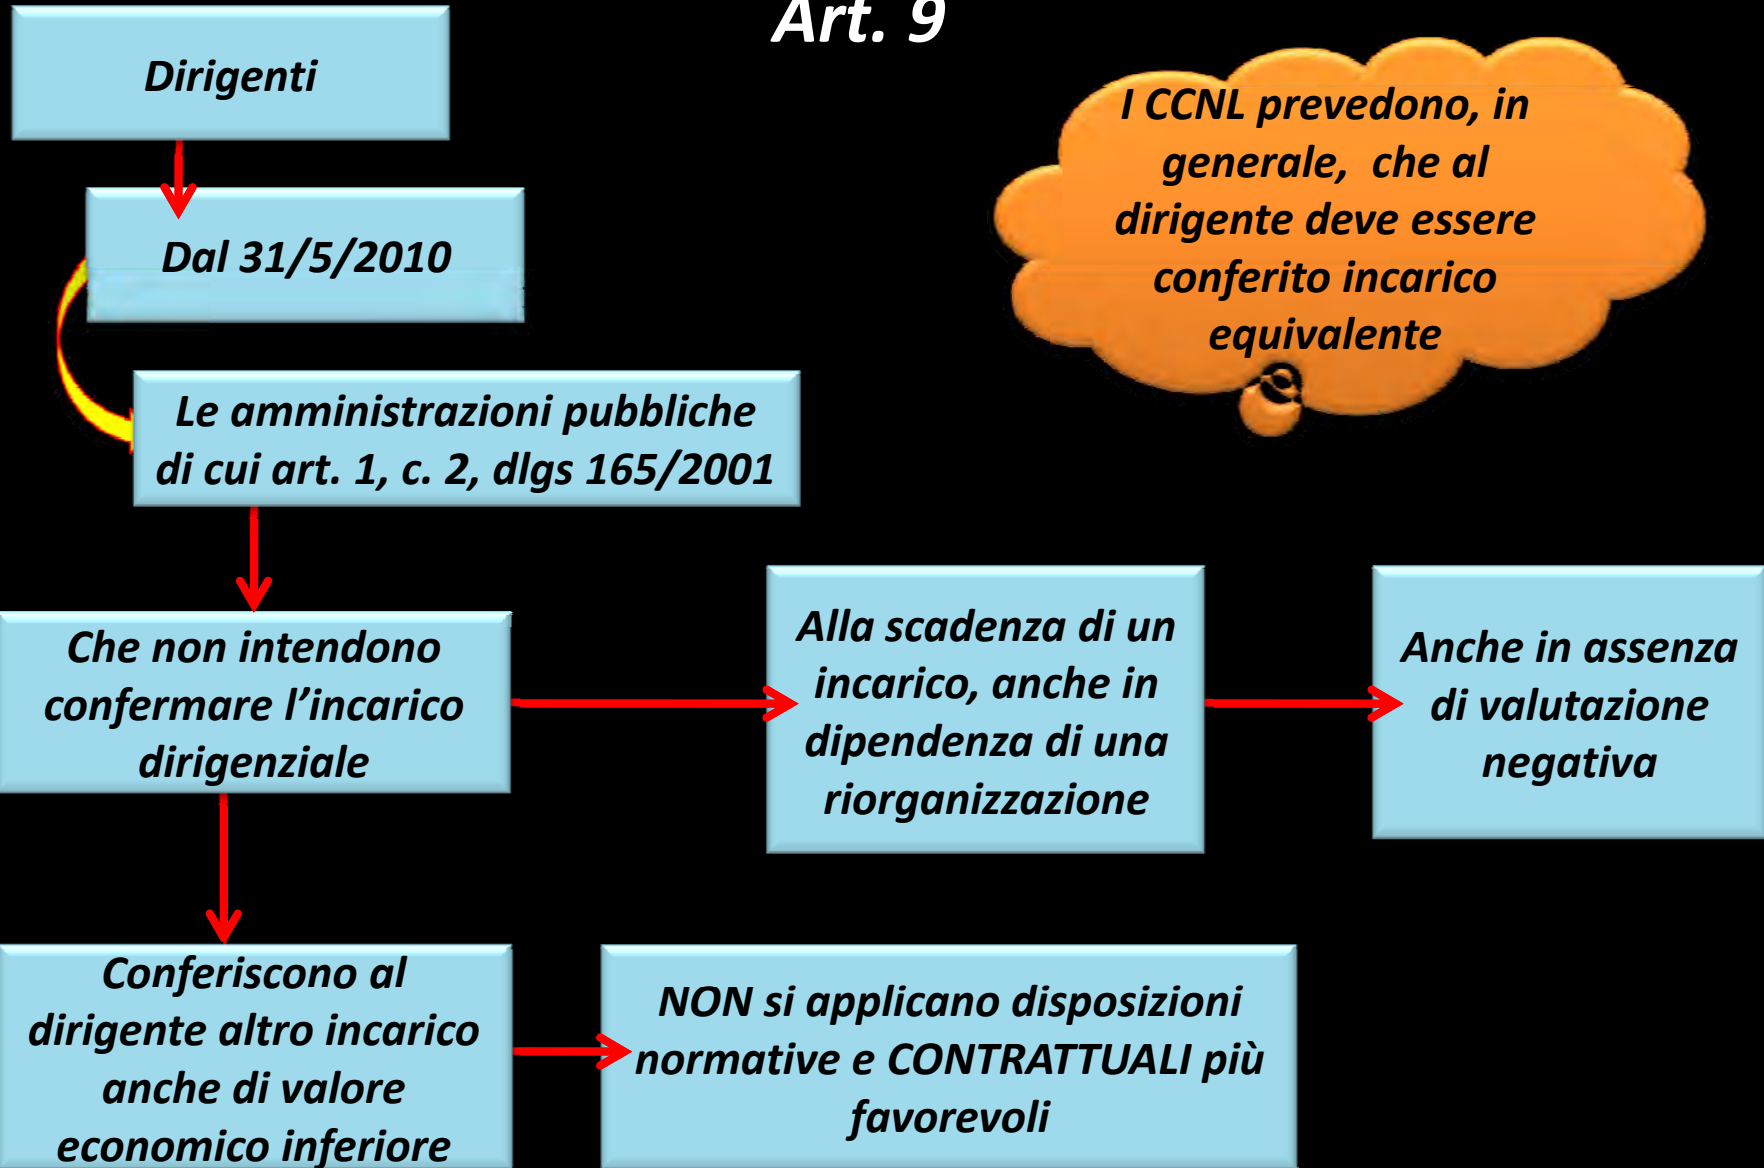 Art. 9
Dirigenti
Dal 31/5/2010
I CCNL prevedono, in
generale, che al
dirigente deve essere
conferito incarico
equivalente
Le amministrazioni pubbliche
di cui art. 1, c. 2, dlgs 165/2001
Che non intendono
confermare l’incarico
dirigenziale
Alla scadenza di un
incarico, anche in
dipendenza di una
riorganizzazione
Anche in assenza
di valutazione
negativa
Conferiscono al
dirigente altro incarico
anche di valore
economico inferiore
NON si applicano disposizioni
normative e CONTRATTUALI più
favorevoli